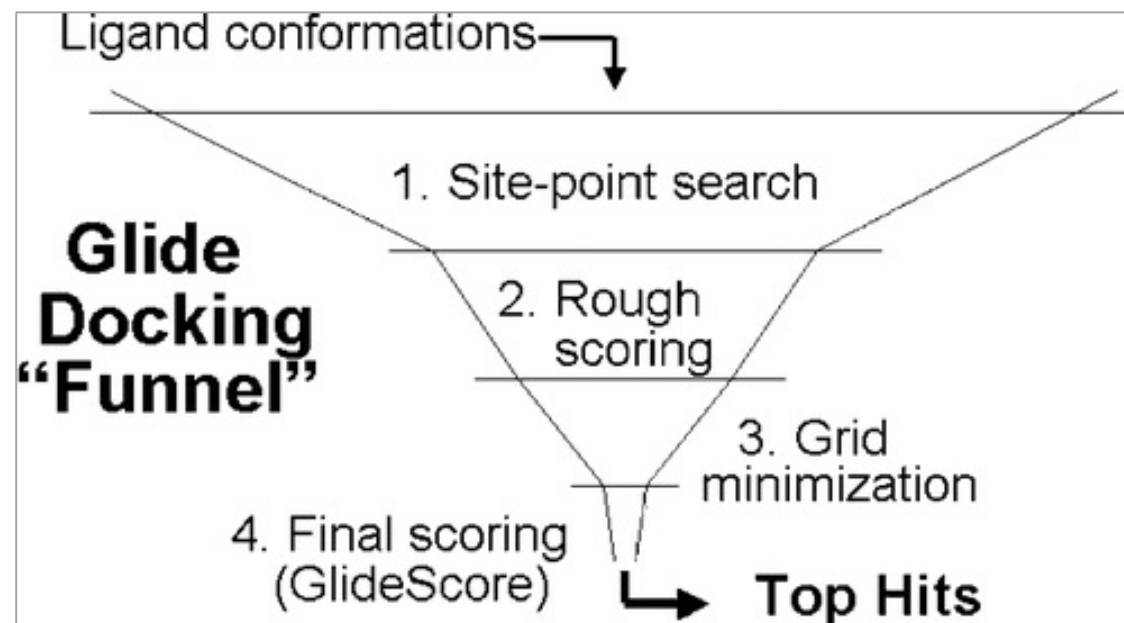 Ligand conformations
1. Site-point search
Glide
Docking
“Funnel”
2. Rough
scoring
3. Grid
minimization
4. Final scoring
(GlideScore)
Top Hits